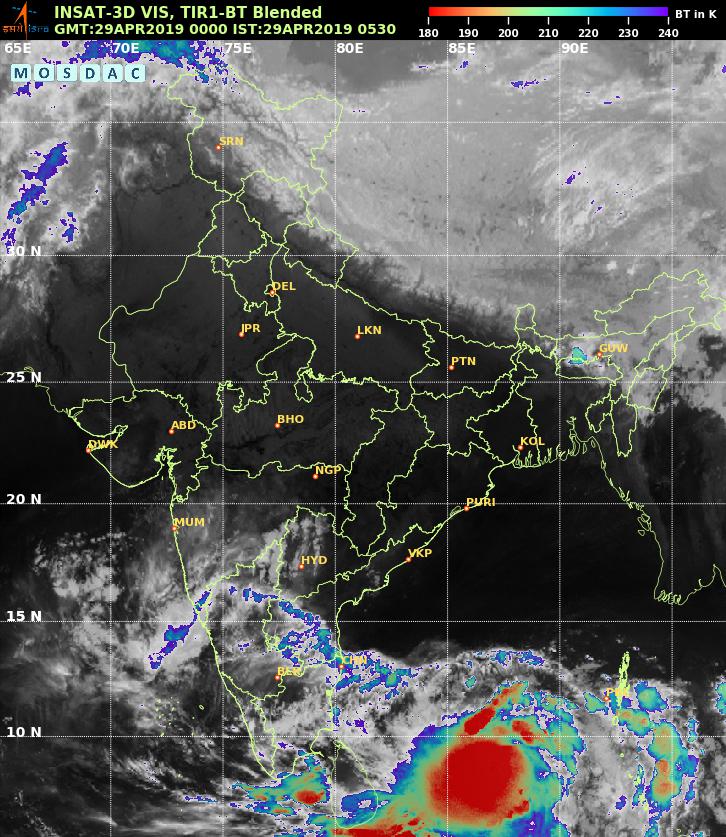 INSAT-3D VIS, TIR1-BT Blended
GMT:29APR2019 0000 IST:29APR2019 0530
BT in K
180 190 200 210 220 230 240
65E 70E 75E 80E 85E 90E
MOSDAC
SRN
30 N
DEL
JPR
LKN
GUW
PTN
25 N
ABD
BHO
DWK
KOL
NGP
20 N
PURI
MUM
VKP
HYD
15 N
CHN
10 N